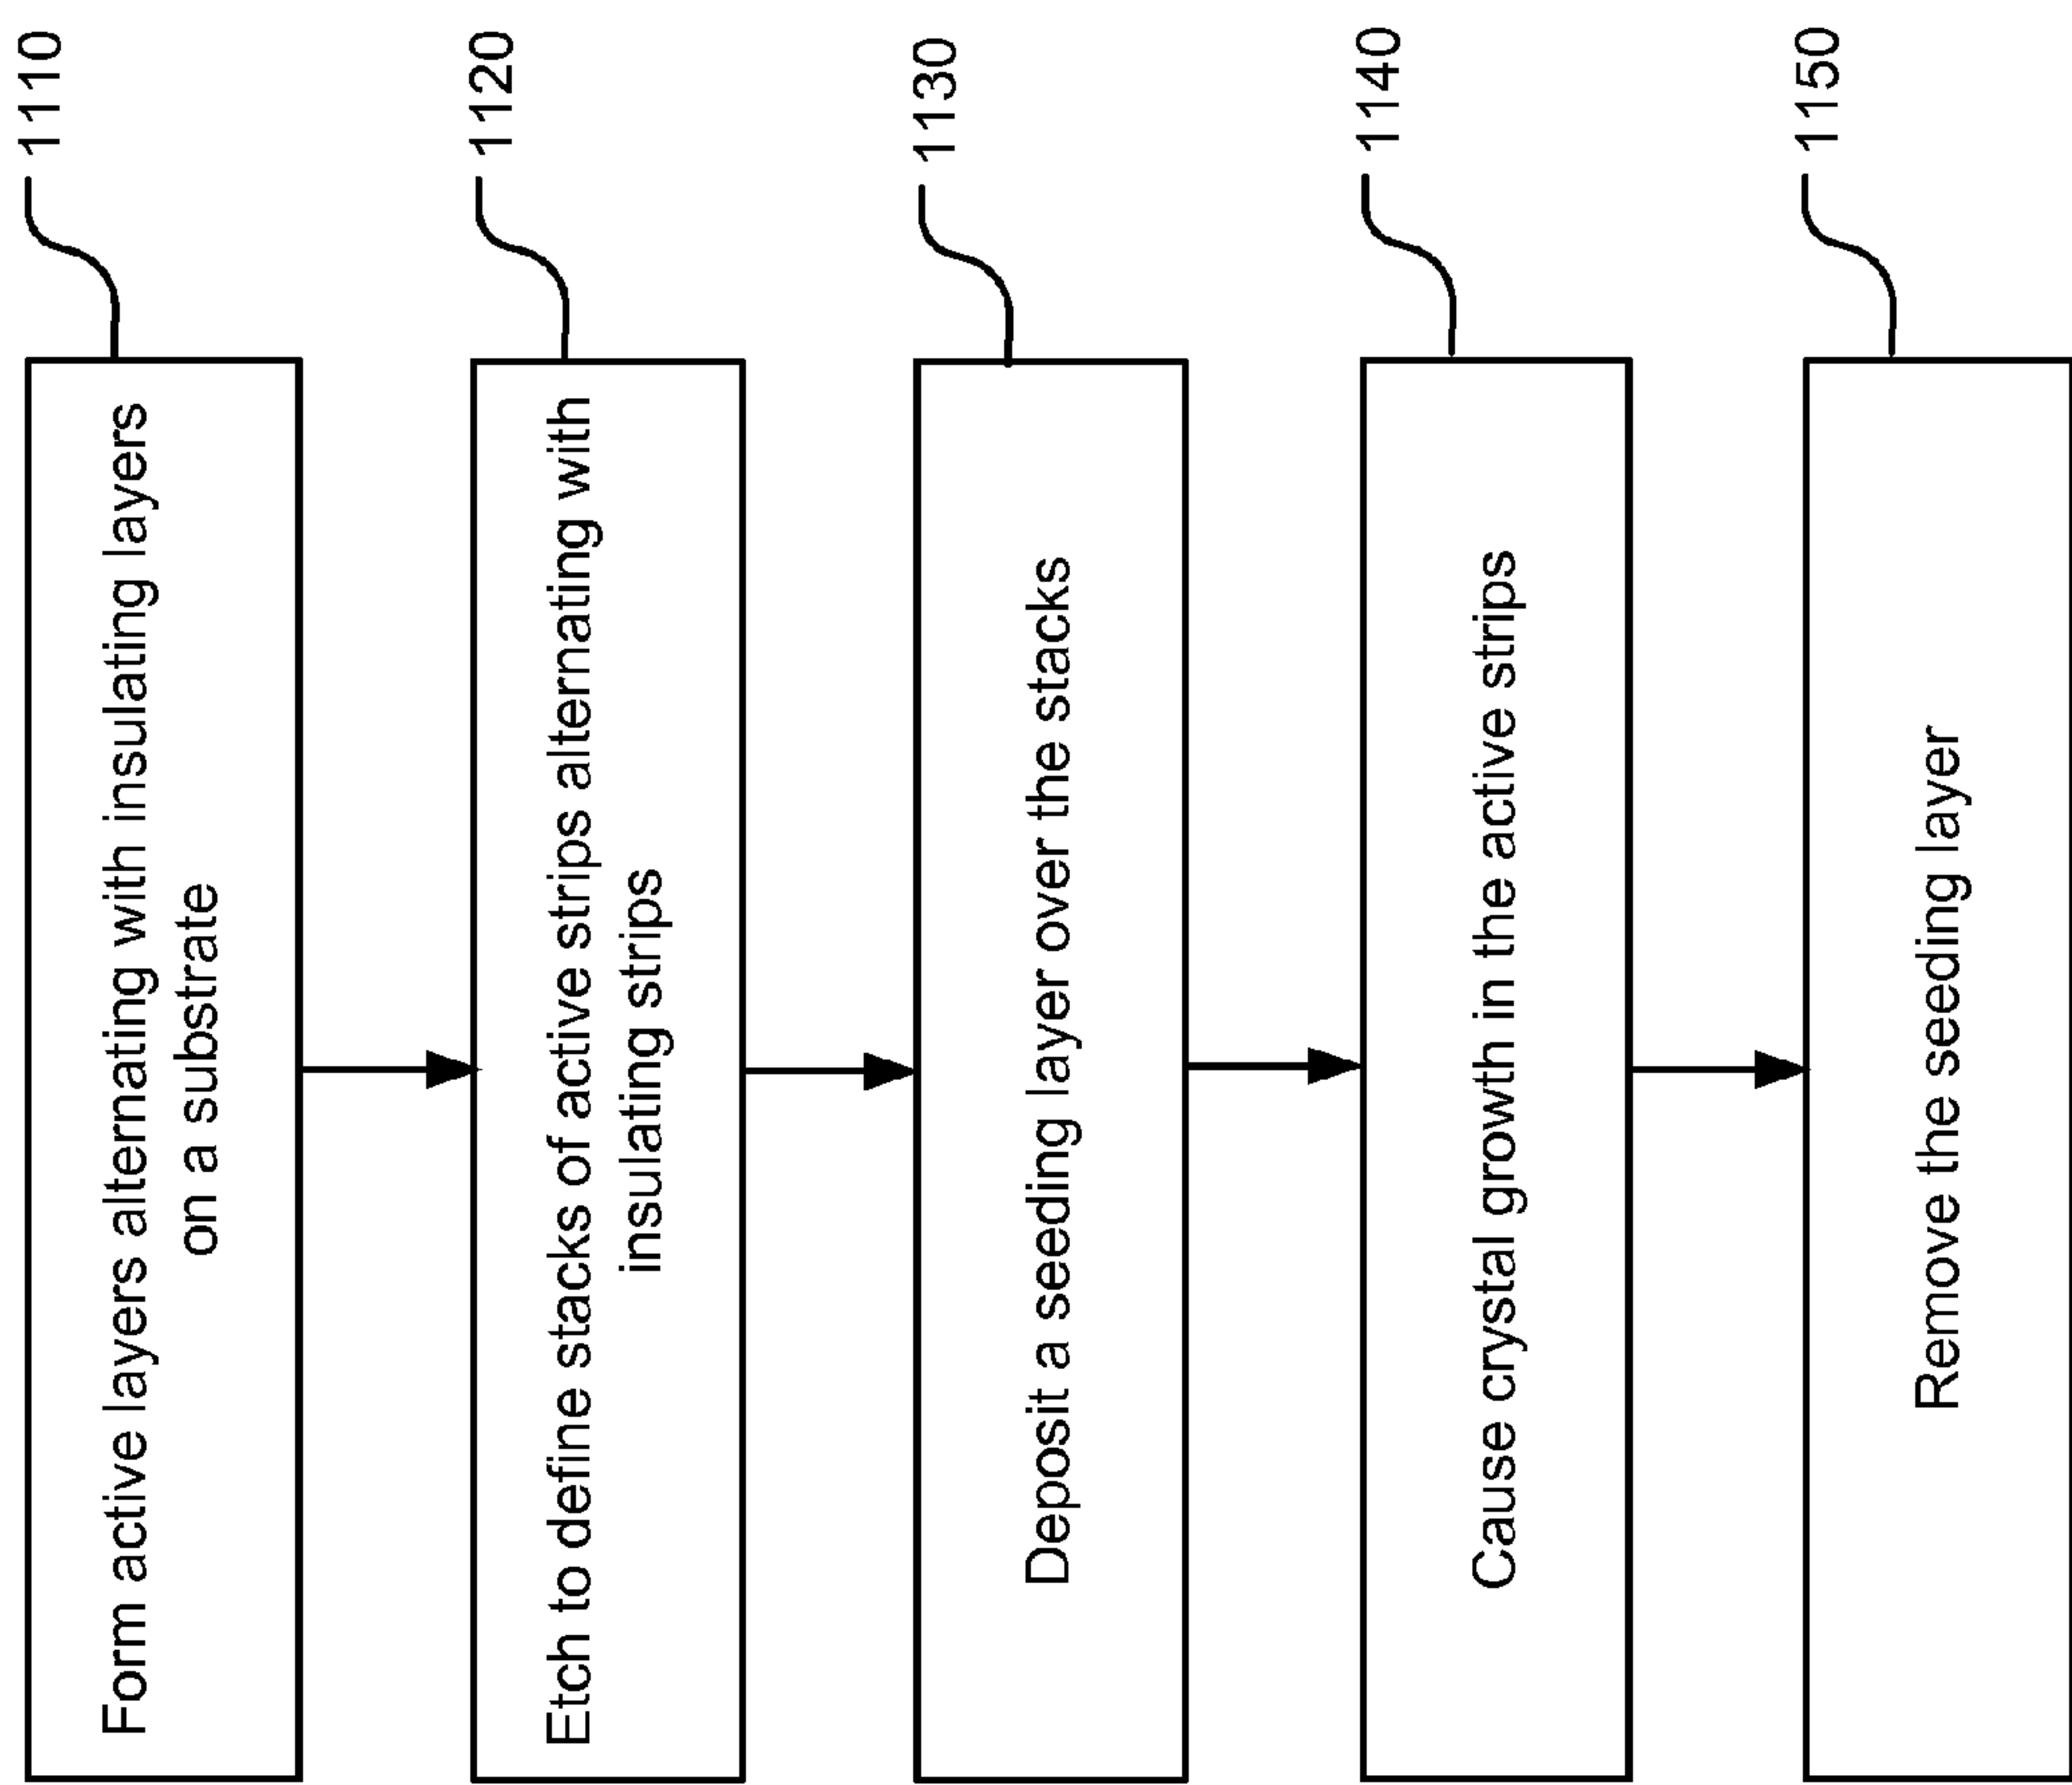 Form active layers alternating with insulating layers
on a substrate
1110
Etch to define stacks of active strips alternating with
insulating strips
1120
Deposit a seeding layer over the stacks
1130
Cause crystal growth in the active strips
1140
Remove the seeding layer
1150